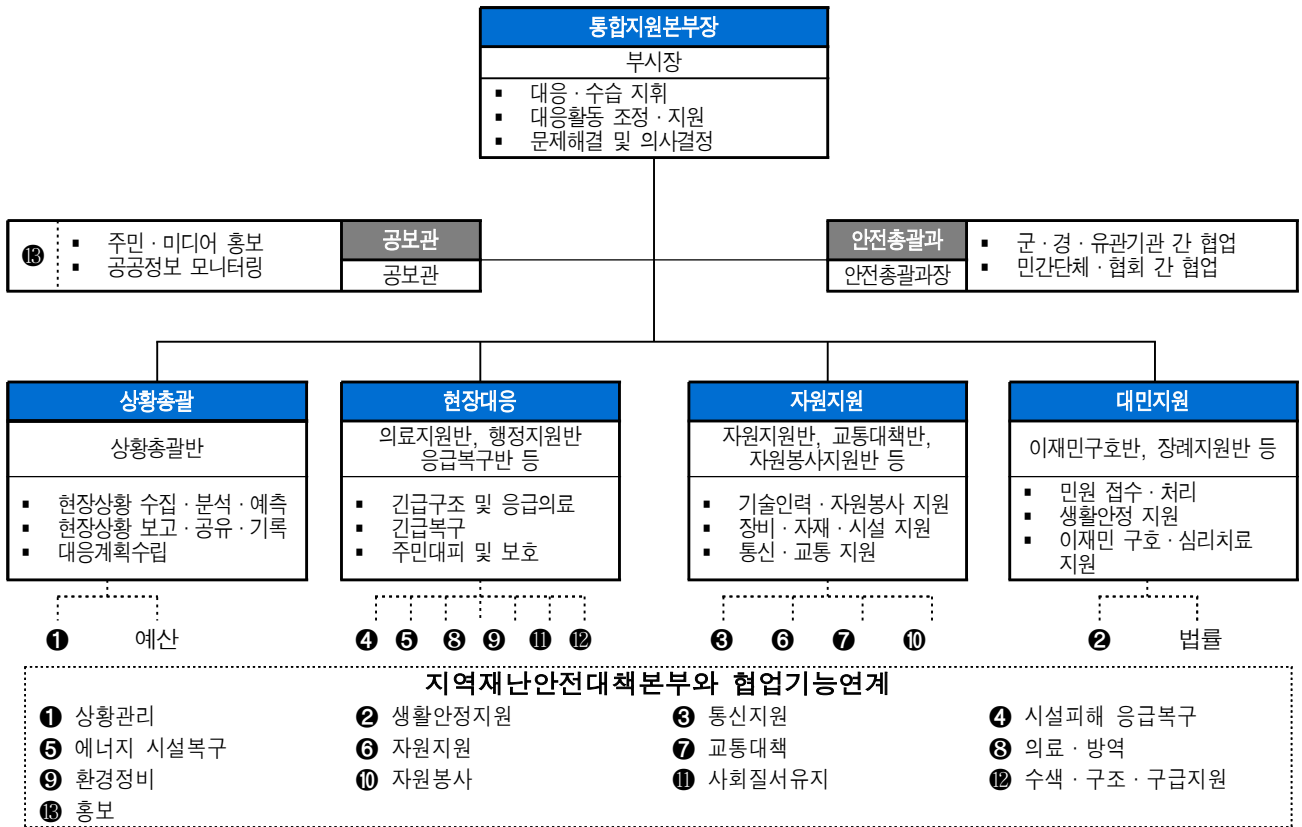 통합지원본부장
부시장
▪ 대응 · 수습 지휘
▪ 대응활동 조정 · 지원
▪ 문제해결 및 의사결정
⓭
▪ 주민 · 미디어 홍보
▪ 공공정보 모니터링
공보관
공보관
안전총괄과
안전총괄과장
▪ 군 · 경 · 유관기관 간 협업
▪ 민간단체 · 협회 간 협업
상황총괄
상황총괄반
▪ 현장상황 수집 · 분석 · 예측
▪ 현장상황 보고 · 공유 · 기록
▪ 대응계획수립
❶ 예산
현장대응
의료지원반, 행정지원반
응급복구반 등
▪ 긴급구조 및 응급의료
▪ 긴급복구
▪ 주민대피 및 보호
❹ ❺ ❽ ❾ ⓫ ⓬
자원지원
자원지원반, 교통대책반,
자원봉사지원반 등
▪ 기술인력 · 자원봉사 지원
▪ 장비 · 자재 · 시설 지원
▪ 통신 · 교통 지원
❸ ❻ ❼ ❿
대민지원
이재민구호반, 장례지원반 등
▪ 민원 접수 · 처리
▪ 생활안정 지원
▪ 이재민 구호 · 심리치료
지원
❷ 법률
지역재난안전대책본부와 협업기능연계
❶ 상황관리 ❷ 생활안정지원 ❸ 통신지원 ❹ 시설피해 응급복구
❺ 에너지 시설복구 ❻ 자원지원 ❼ 교통대책 ❽ 의료 · 방역
❾ 환경정비 ❿ 자원봉사 ⓫ 사회질서유지 ⓬ 수색 · 구조 · 구급지원
⓭ 홍보